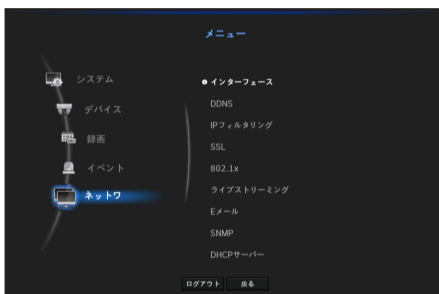 メニュー
システム
デバイス
録画
イベント
ネットワ
インターフェース
DDNS
IPフィルタリング
SSL
802.1x
ライブストリーミング
Eメール
SNMP
DHCPサーバー
ログアウト
戻る